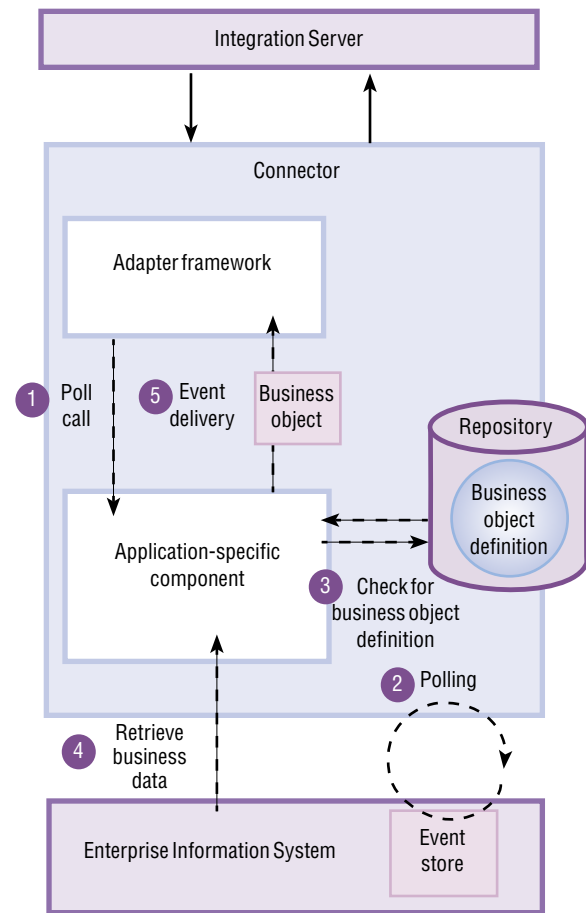 Integration Server
Connector
Adapter framework
1
Poll
call
5
Event
delivery
Business
object
Repository
Business
object
definition
Application-specific
component
3
Check for
business object
definition
2
Polling
4
Retrieve
business
data
Enterprise Information System
Event
store